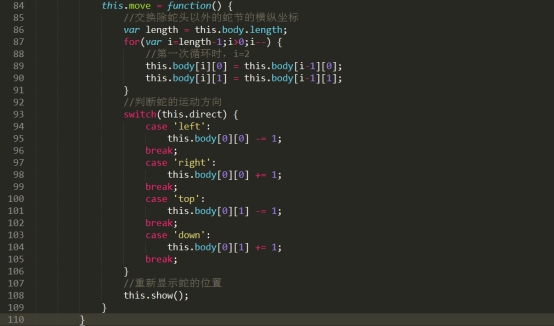 84 this.move = function() {
85 //交换除蛇头以外的蛇节的横纵坐标
86 var length = this.body.length;
87 for(var i=length-1;i>0;i--) {
88 //第一次循环时，i=2
89 this.body[i][0] = this.body[i-1][0];
90 this.body[i][1] = this.body[i-1][1];
91 }
92 //判断蛇的运动方向
93 switch(this.direct) {
94 case 'left':
95 this.body[0][0] -= 1;
96 break;
97 case 'right':
98 this.body[0][0] += 1;
99 break;
100 case 'top':
101 this.body[0][1] -= 1;
102 break;
103 case 'down':
104 this.body[0][1] += 1;
105 break;
106 }
107 //重新显示蛇的位置
108 this.show();
109 }
110 }